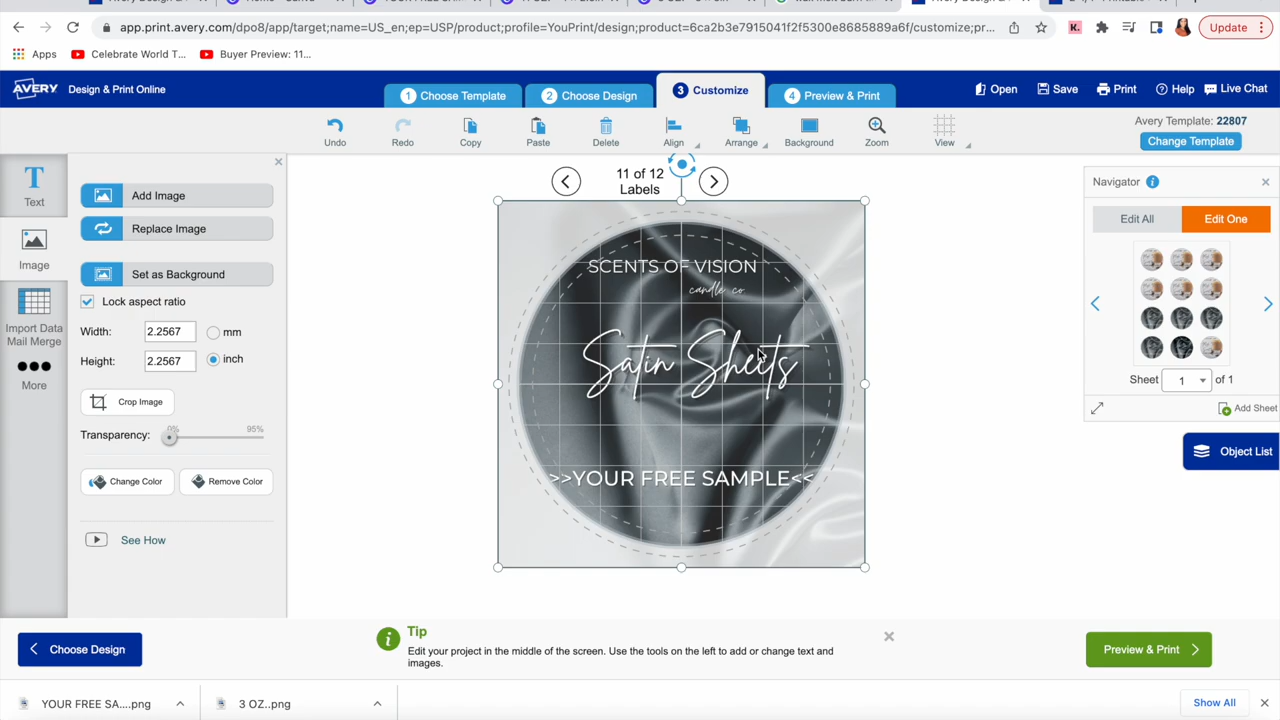 app.print.avery.com/dpo8/app/target;name=US_en;ep=USP/product;profile=YouPrint/design;product=6ca2b3e7915041f2f5300e8685889a6f/customize;pr...
Update
Apps
Celebrate World T...
Buyer Preview: 11...
AVERY
Design & Print Online
1 Choose Template
2 Choose Design
3 Customize
4 Preview & Print
Open
Save
Print
Help
Live Chat
Undo
Redo
Copy
Paste
Delete
Align
Arrange
Background
Zoom
View
Avery Template: 22807
Change Template
Text
Image
Import Data
Mail Merge
More
Add Image
Replace Image
Set as Background
Lock aspect ratio
Width: 2.2567 mm
Height: 2.2567 inch
Crop Image
Transparency: 0% 95%
Change Color
Remove Color
See How
11 of 12
Labels
SCENTS OF VISION
candle co.
Satin Sheets
>>YOUR FREE SAMPLE<<
Navigator
Edit All
Edit One
Sheet 1 of 1
Add Sheet
Object List
Choose Design
Tip
Edit your project in the middle of the screen. Use the tools on the left to add or change text and
images.
Preview & Print
YOUR FREE SA....png
3 OZ..png
Show All